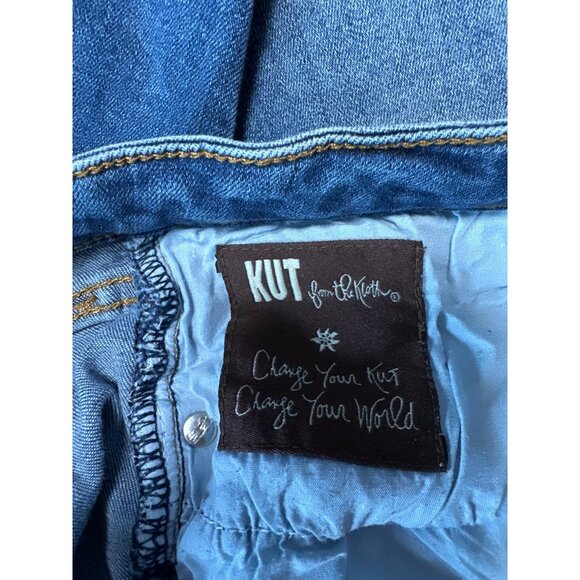 KUT from the Kloth®
Change Your Kut
Change Your World